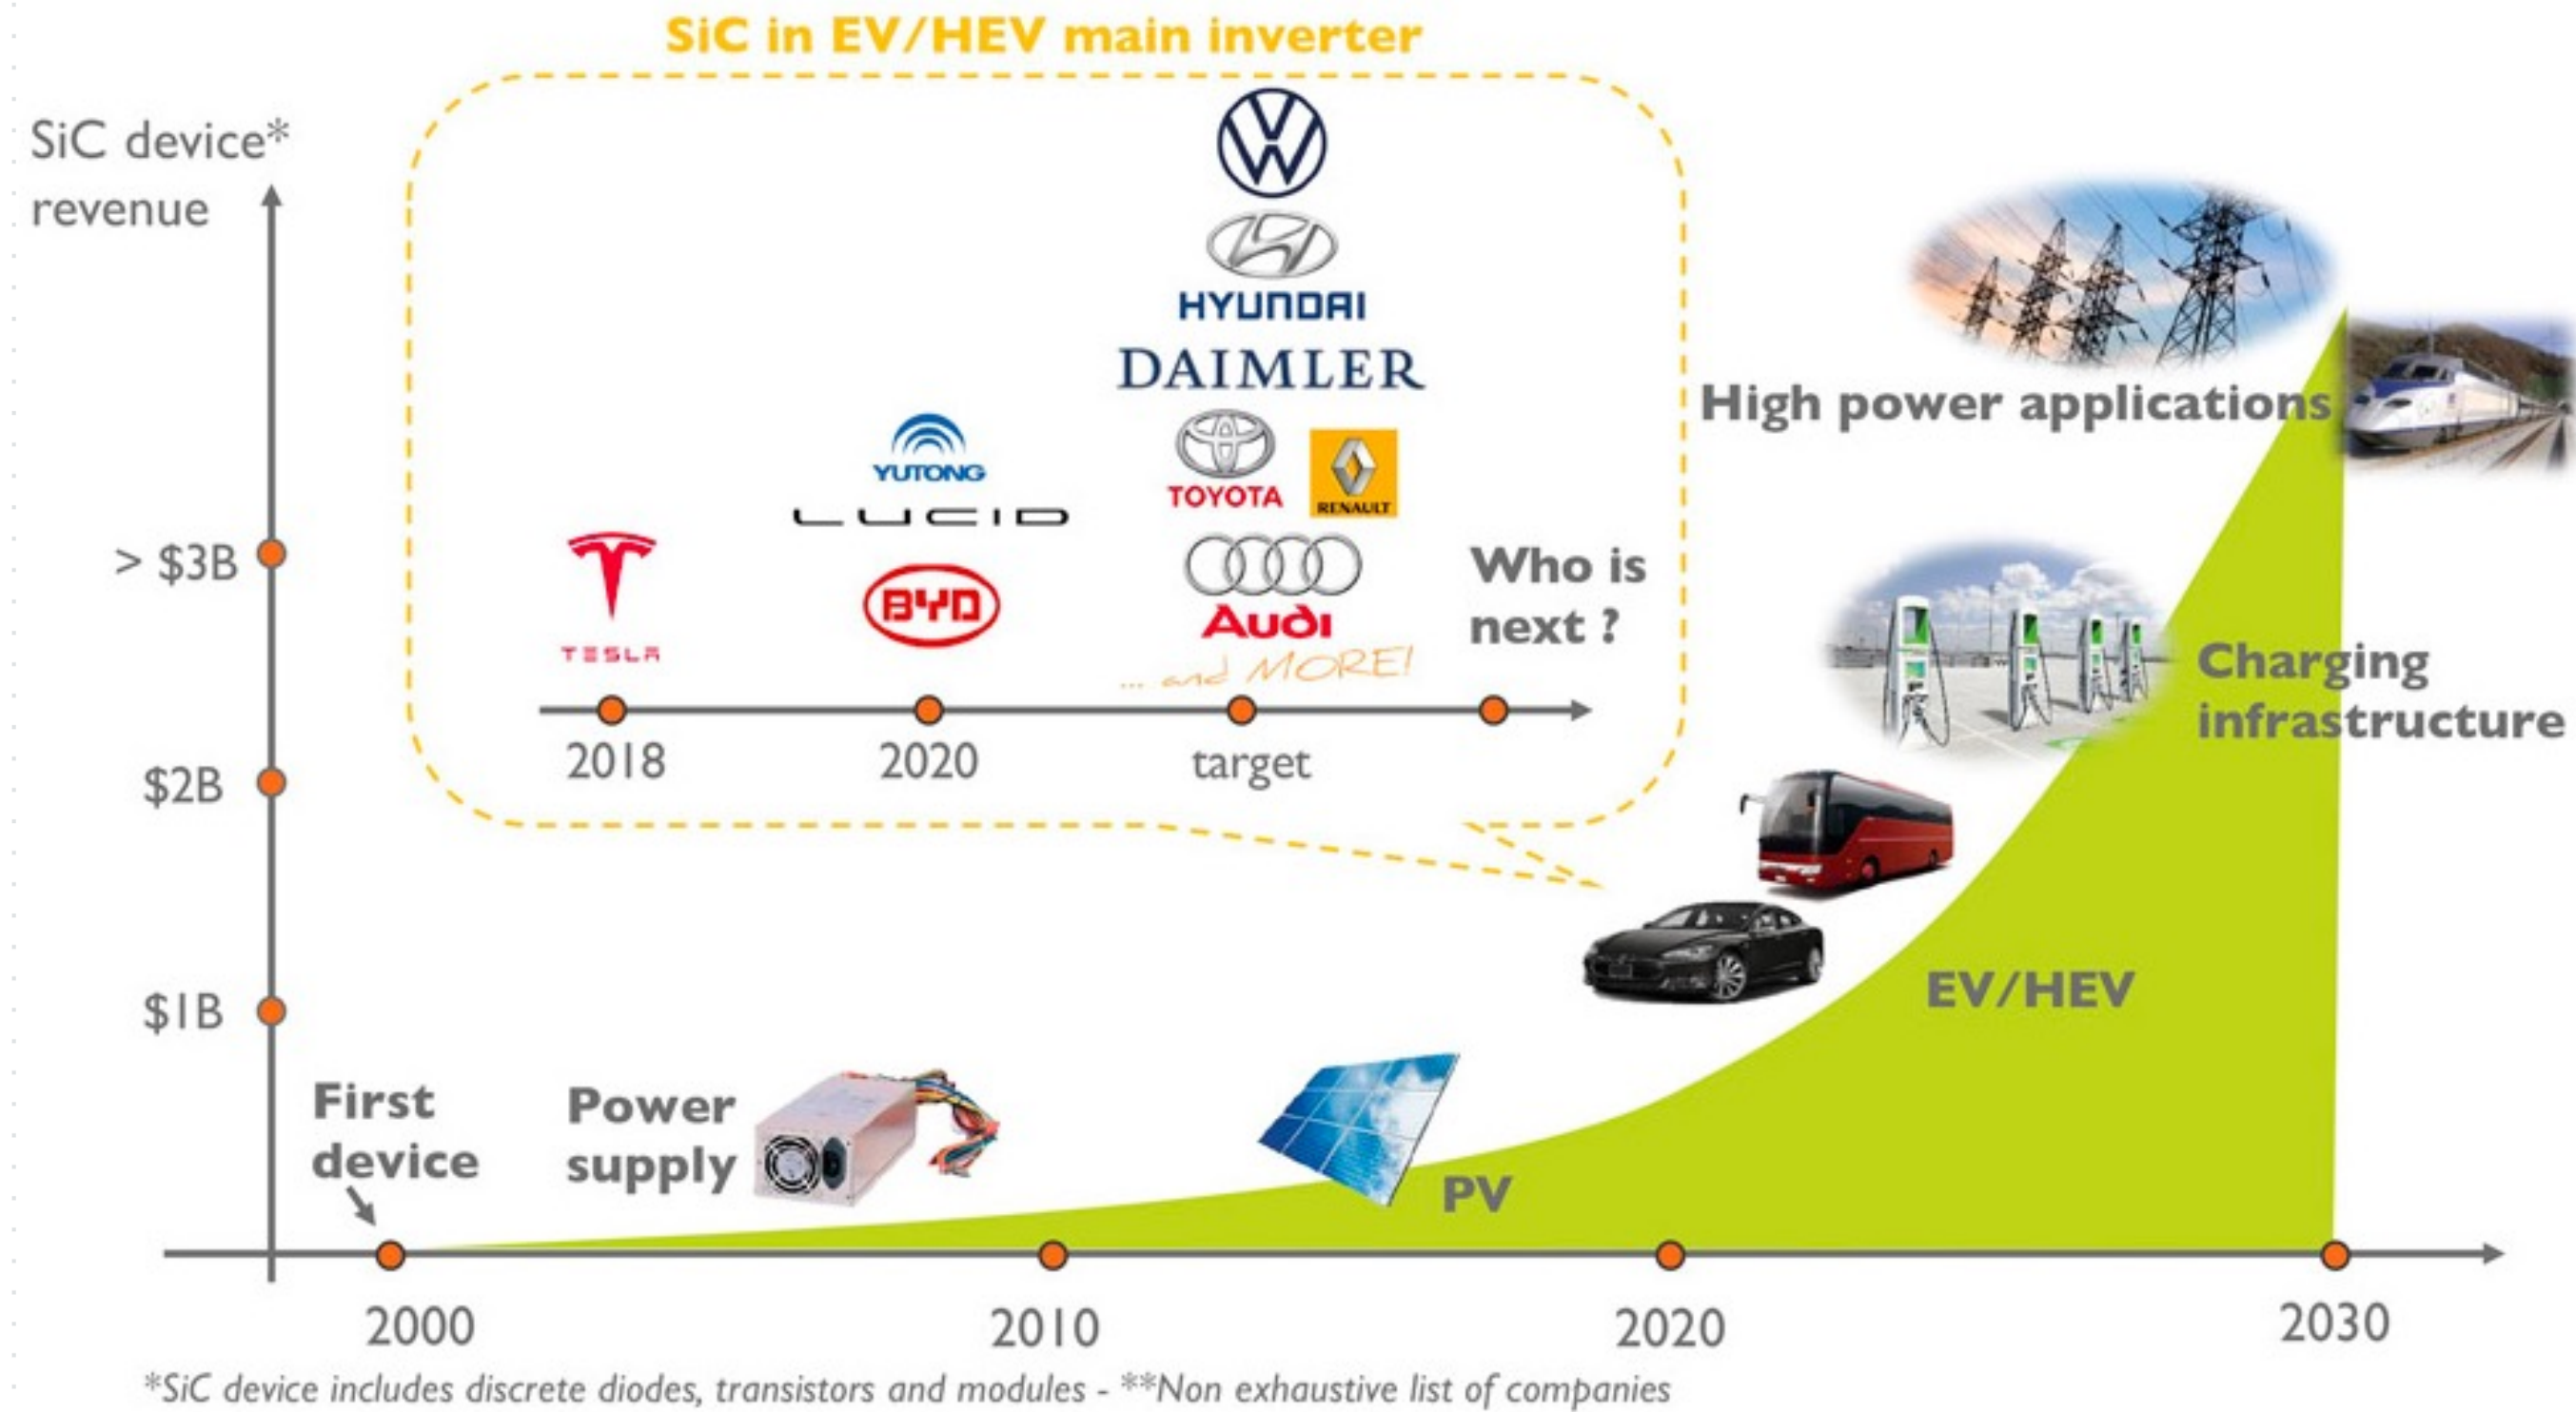 SiC in EV/HEV main inverter
SiC device*
revenue
HYUNDAI
DAIMLER
YUTONG
LUCID
TOYOTA
RENAULT
TESLA
BYD
Audi
... and MORE!
Who is
next ?
2018
2020
target
> $3B
$2B
$1B
High power applications
Charging
infrastructure
EV/HEV
First
device
Power
supply
PV
2000
2010
2020
2030
*SiC device includes discrete diodes, transistors and modules - **Non exhaustive list of companies